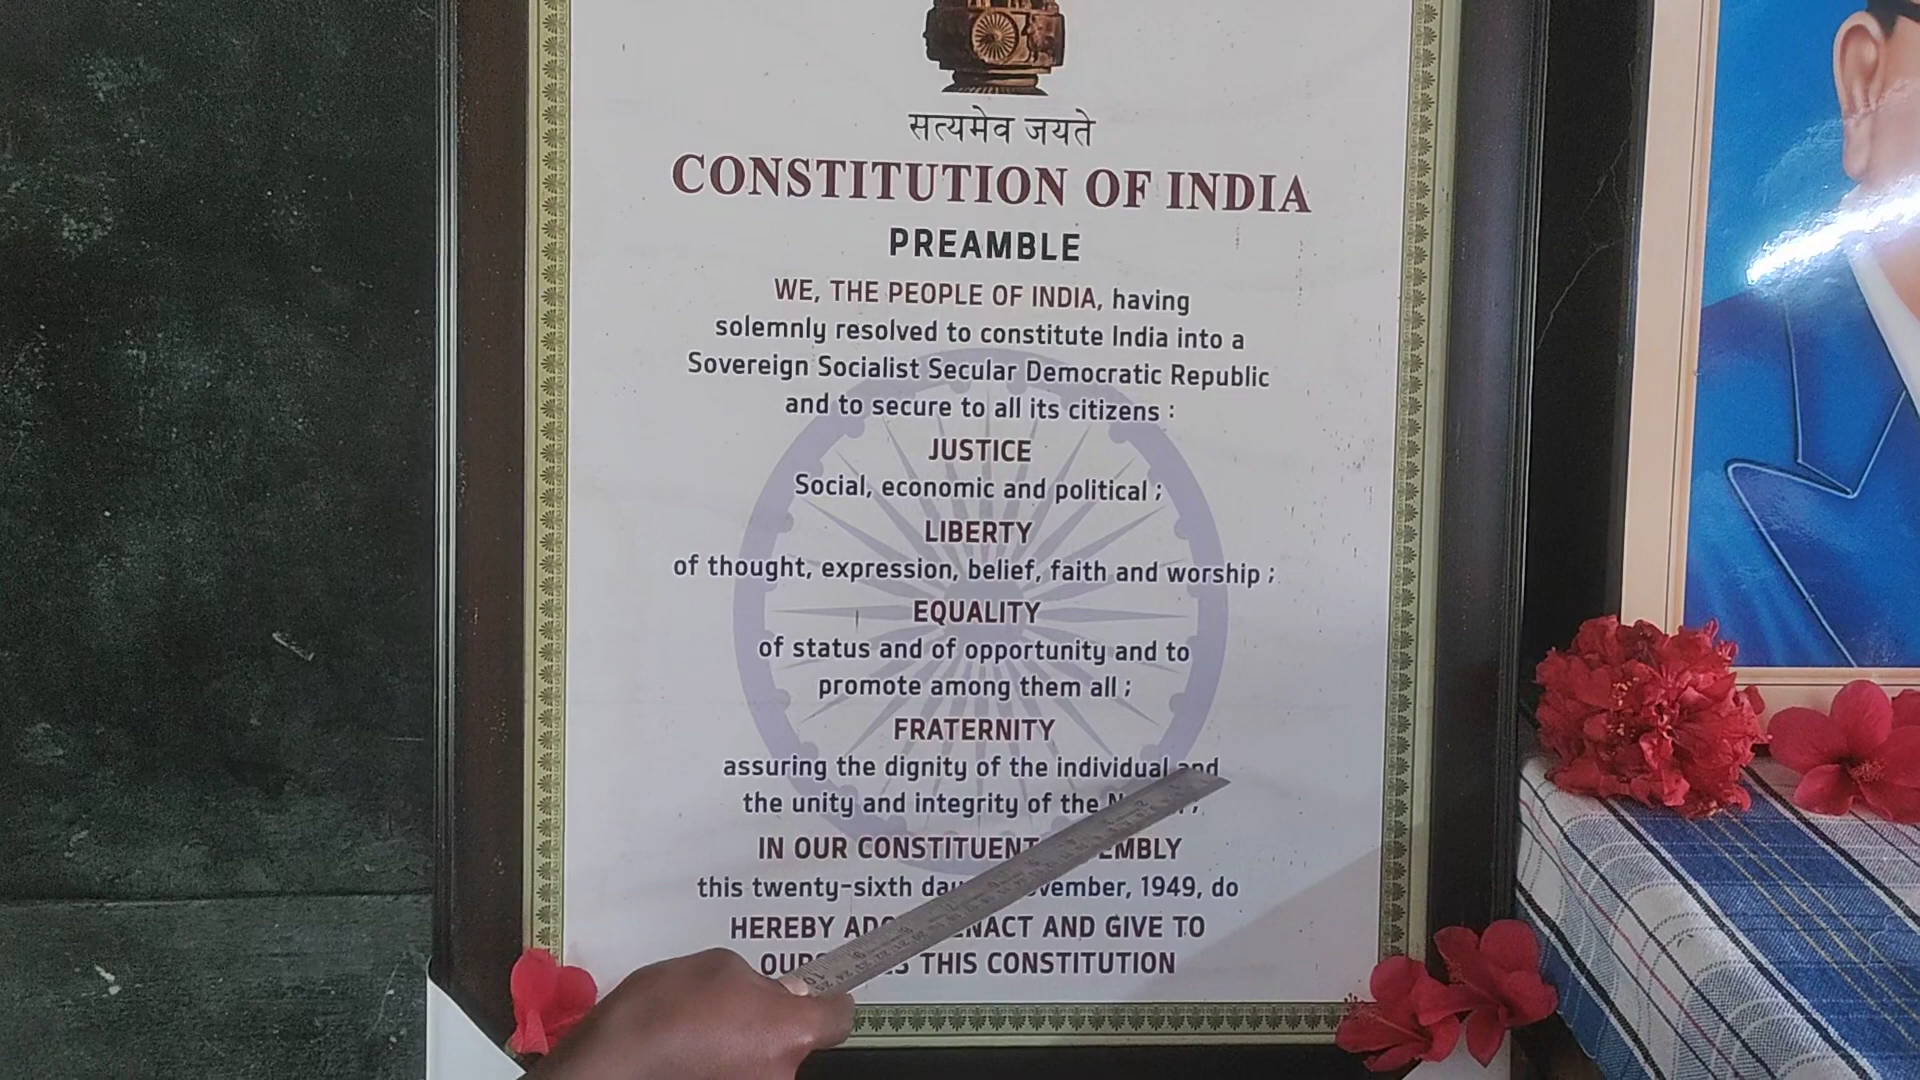 सत्यमेव जयते
CONSTITUTION OF INDIA
PREAMBLE
WE, THE PEOPLE OF INDIA, having
solemnly resolved to constitute India into a
Sovereign Socialist Secular Democratic Republic
and to secure to all its citizens :
JUSTICE
Social, economic and political ;
LIBERTY
of thought, expression, belief, faith and worship ;
EQUALITY
of status and of opportunity and to
promote among them all ;
FRATERNITY
assuring the dignity of the individual and
the unity and integrity of the
IN OUR CONSTITUENT
this twenty-sixth 1949, do
HEREBY AND GIVE TO
THIS CONSTITUTION